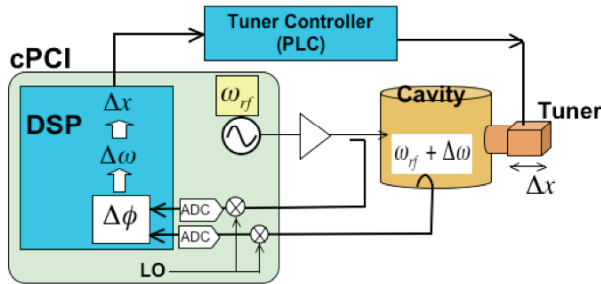 Tuner Controller
(PLC)
cPCI
Δx
ω_rf
DSP
Δω
Δϕ
ADC
ADC
LO
Cavity
ω_rf + Δω
Tuner
Δx